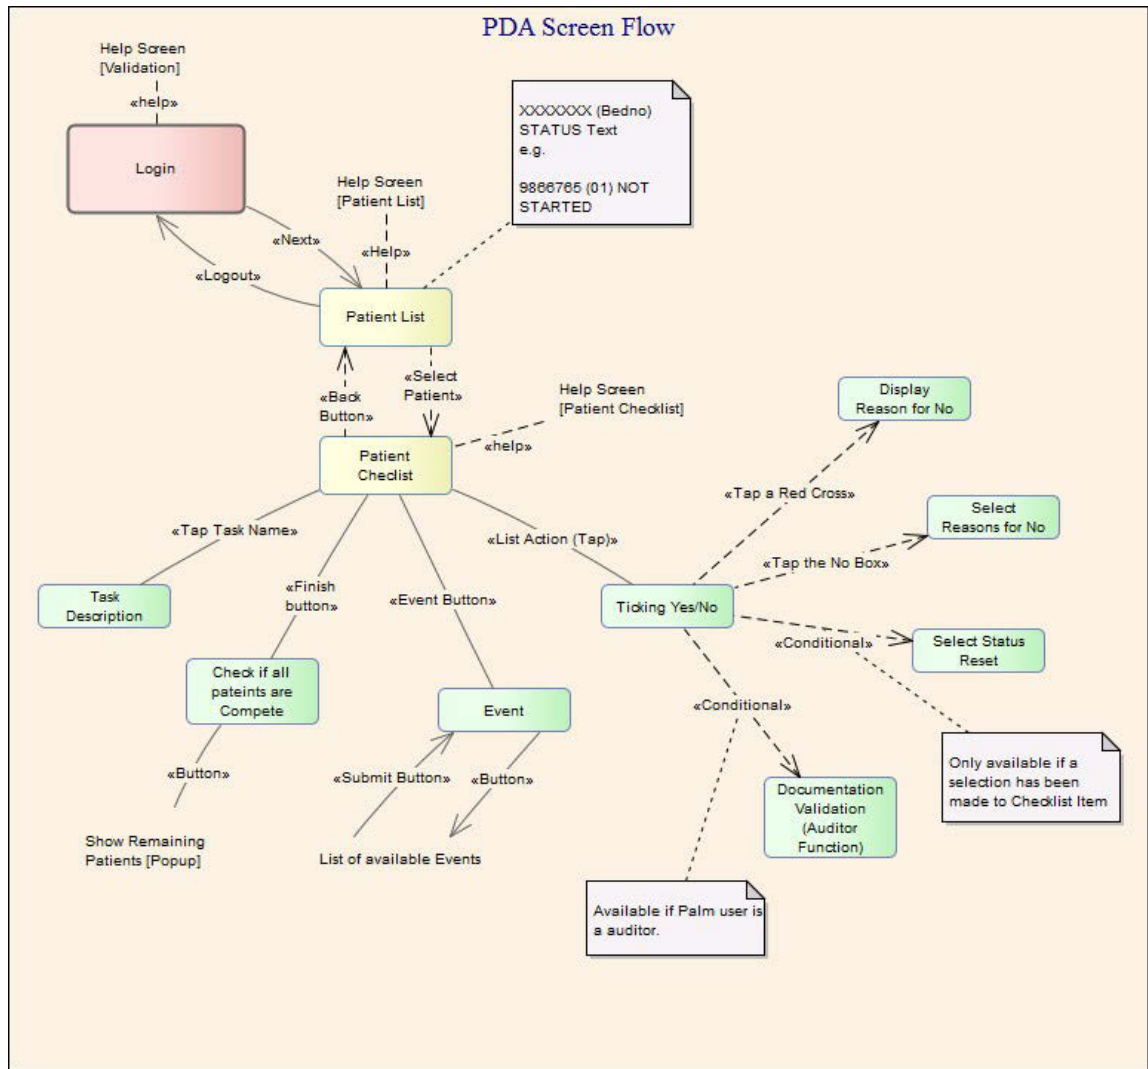 PDA Screen Flow
Help Screen
[Validation]
«help»
Login
XXXXXXX (Bedno)
STATUS Text
e.g.
9866765 (01) NOT
STARTED
Help Screen
[Patient List]
«Help»
«Next»
«Logout»
Patient List
«Select
Patient»
«Back
Button»
Help Screen
[Patient Checklist]
«help»
Patient
Checlist
Display
Reason for No
«Tap a Red Cross»
Select
Reasons for No
«Tap the No Box»
«Tap Task Name»
«List Action (Tap)»
«Finish
button»
«Event Button»
Task
Description
Ticking Yes/No
«Conditional»
Select Status
Reset
Check if all
pateints are
Compete
Event
«Conditional»
Only available if a
selection has been
made to Checklist Item
«Button»
«Submit Button»
«Button»
Documentation
Validation
(Auditor
Function)
Show Remaining
Patients [Popup]
List of available Events
Available if Palm user is
a auditor.